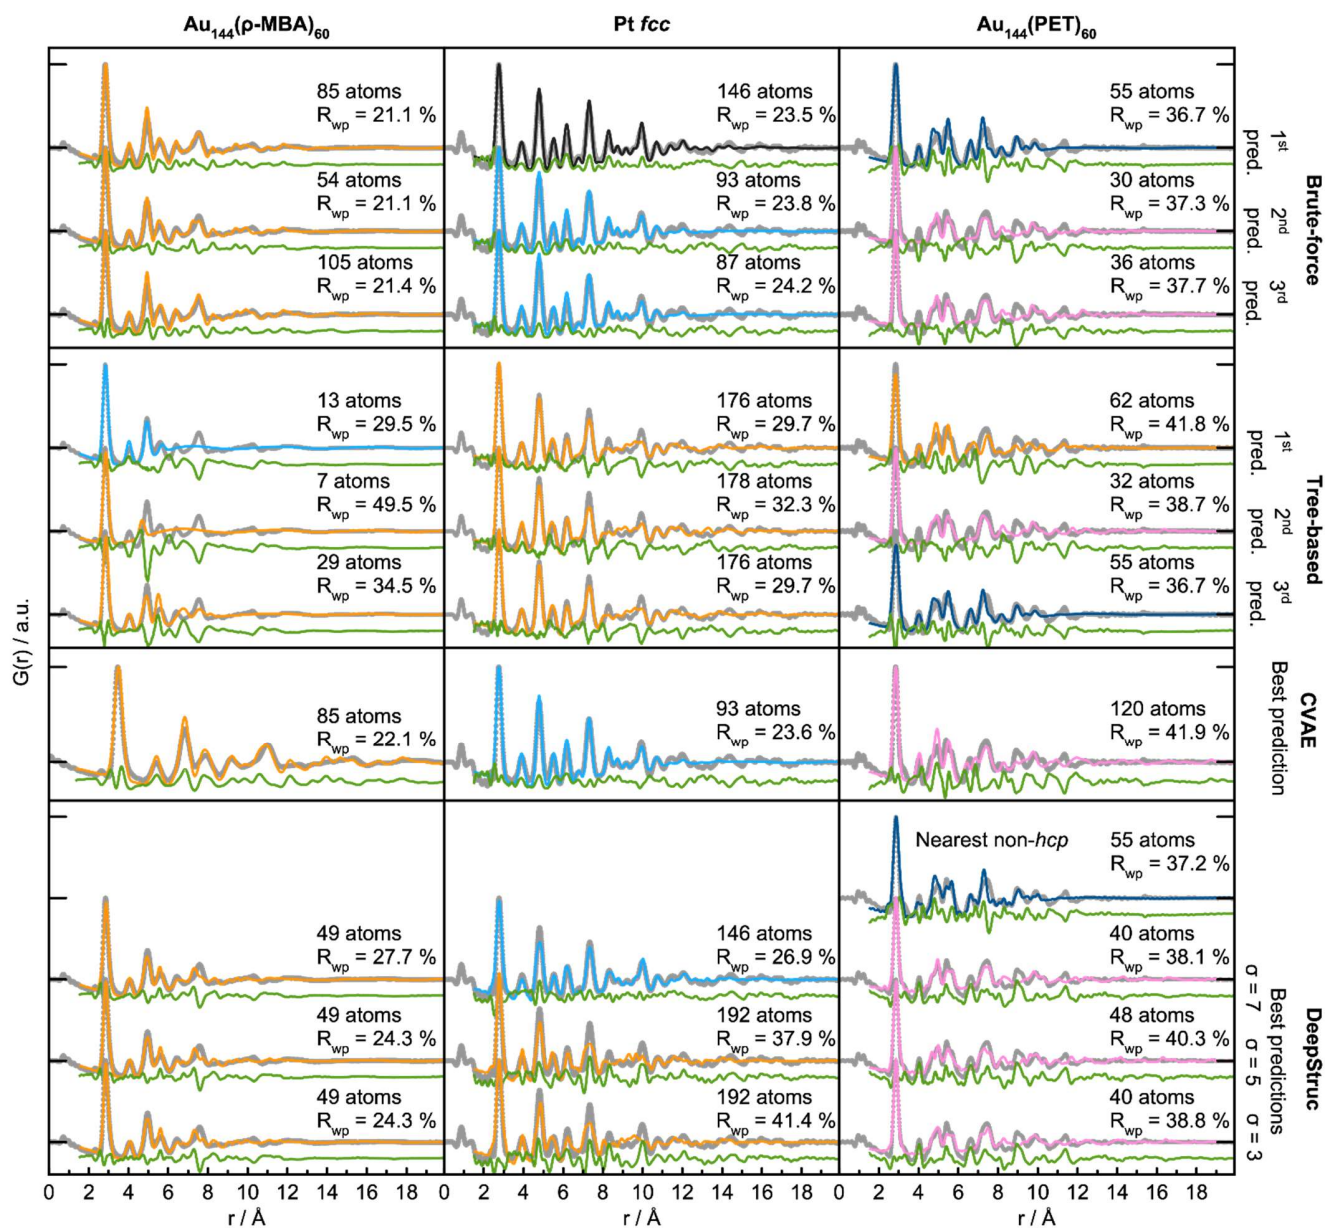 Au144(ρ-MBA)60
Pt fcc
Au144(PET)60
85 atoms
Rwp = 21.1 %
54 atoms
Rwp = 21.1 %
105 atoms
Rwp = 21.4 %
146 atoms
Rwp = 23.5 %
93 atoms
Rwp = 23.8 %
87 atoms
Rwp = 24.2 %
55 atoms
Rwp = 36.7 %
30 atoms
Rwp = 37.3 %
36 atoms
Rwp = 37.7 %
1st pred.
2nd pred.
3rd pred.
Brute-force
13 atoms
Rwp = 29.5 %
7 atoms
Rwp = 49.5 %
29 atoms
Rwp = 34.5 %
176 atoms
Rwp = 29.7 %
178 atoms
Rwp = 32.3 %
176 atoms
Rwp = 29.7 %
62 atoms
Rwp = 41.8 %
32 atoms
Rwp = 38.7 %
55 atoms
Rwp = 36.7 %
1st pred.
2nd pred.
3rd pred.
Tree-based
G(r) / a.u.
85 atoms
Rwp = 22.1 %
93 atoms
Rwp = 23.6 %
120 atoms
Rwp = 41.9 %
Best prediction
CVAE
49 atoms
Rwp = 27.7 %
49 atoms
Rwp = 24.3 %
49 atoms
Rwp = 24.3 %
146 atoms
Rwp = 26.9 %
192 atoms
Rwp = 37.9 %
192 atoms
Rwp = 41.4 %
Nearest non-hcp
55 atoms
Rwp = 37.2 %
40 atoms
Rwp = 38.1 %
48 atoms
Rwp = 40.3 %
40 atoms
Rwp = 38.8 %
σ = 7
σ = 5
σ = 3
Best predictions
DeepStruc
0 2 4 6 8 10 12 14 16 18
2 4 6 8 10 12 14 16 18
2 4 6 8 10 12 14 16 18
r / Å
r / Å
r / Å